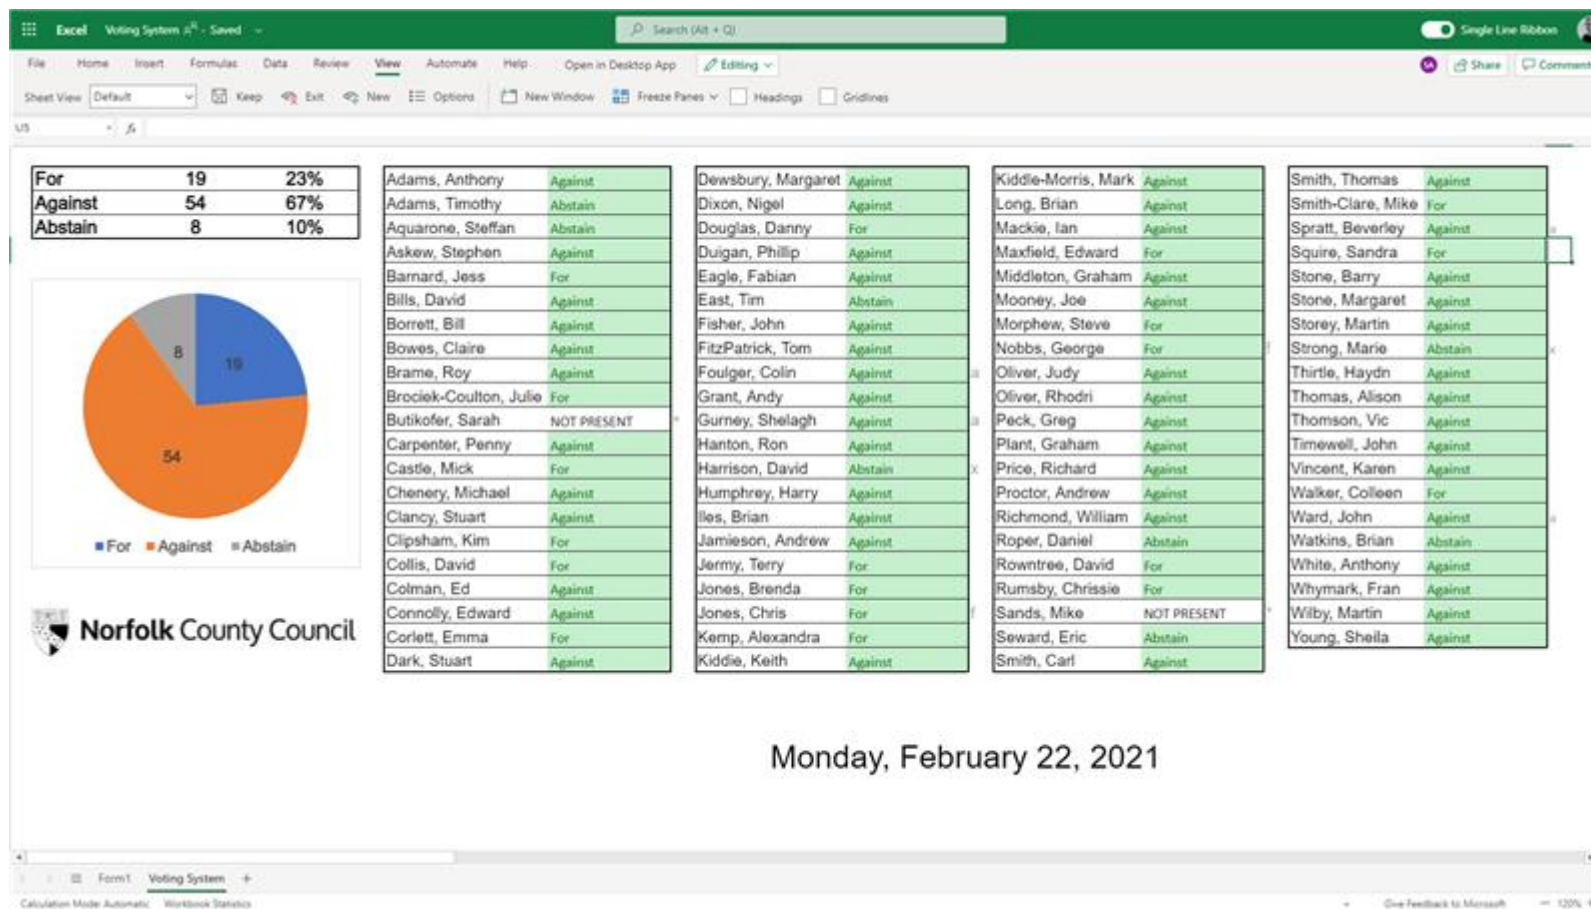 Excel Voting System - Saved Search (Alt + Q) Single Line Ribbon
File Home Insert Formulas Data Review View Automate Help Open in Desktop App Editing SA Share Comment
Sheet View Default Keep Exit New Options New Window Freeze Panes Headings Gridlines
U5 fx
For 19 23%
Against 54 67%
Abstain 8 10%
8
19
54
For Against Abstain
Norfolk County Council
Adams, Anthony Against
Adams, Timothy Abstain
Aquarone, Steffan Abstain
Askew, Stephen Against
Barnard, Jess For
Bills, David Against
Borrett, Bill Against
Bowes, Claire Against
Brame, Roy Against
Brociek-Coulton, Julie For
Butikofer, Sarah NOT PRESENT *
Carpenter, Penny Against
Castle, Mick For
Chenery, Michael Against
Clancy, Stuart Against
Clipsham, Kim For
Collis, David For
Colman, Ed Against
Connolly, Edward Against
Corlett, Emma For
Dark, Stuart Against
Dewsbury, Margaret Against
Dixon, Nigel Against
Douglas, Danny For
Duigan, Phillip Against
Eagle, Fabian Against
East, Tim Abstain
Fisher, John Against
FitzPatrick, Tom Against
Foulger, Colin Against a
Grant, Andy Against
Gurney, Shelagh Against a
Hanton, Ron Against
Harrison, David Abstain x
Humphrey, Harry Against
Iles, Brian Against
Jamieson, Andrew Against
Jermy, Terry For
Jones, Brenda For
Jones, Chris For f
Kemp, Alexandra For
Kiddie, Keith Against
Kiddle-Morris, Mark Against
Long, Brian Against
Mackie, Ian Against
Maxfield, Edward For
Middleton, Graham Against
Mooney, Joe Against
Morphew, Steve For
Nobbs, George For f
Oliver, Judy Against
Oliver, Rhodri Against
Peck, Greg Against
Plant, Graham Against
Price, Richard Against
Proctor, Andrew Against
Richmond, William Against
Roper, Daniel Abstain
Rowntree, David For
Rumsby, Chrissie For
Sands, Mike NOT PRESENT *
Seward, Eric Abstain
Smith, Carl Against
Smith, Thomas Against
Smith-Clare, Mike For
Spratt, Beverley Against a
Squire, Sandra For
Stone, Barry Against
Stone, Margaret Against
Storey, Martin Against
Strong, Marie Abstain x
Thirtle, Haydn Against
Thomas, Alison Against
Thomson, Vic Against
Timewell, John Against
Vincent, Karen Against
Walker, Colleen For
Ward, John Against a
Watkins, Brian Abstain
White, Anthony Against
Whymark, Fran Against
Wilby, Martin Against
Young, Sheila Against
Monday, February 22, 2021
Form1 Voting System +
Calculation Mode: Automatic Workbook Statistics Give Feedback to Microsoft 120%